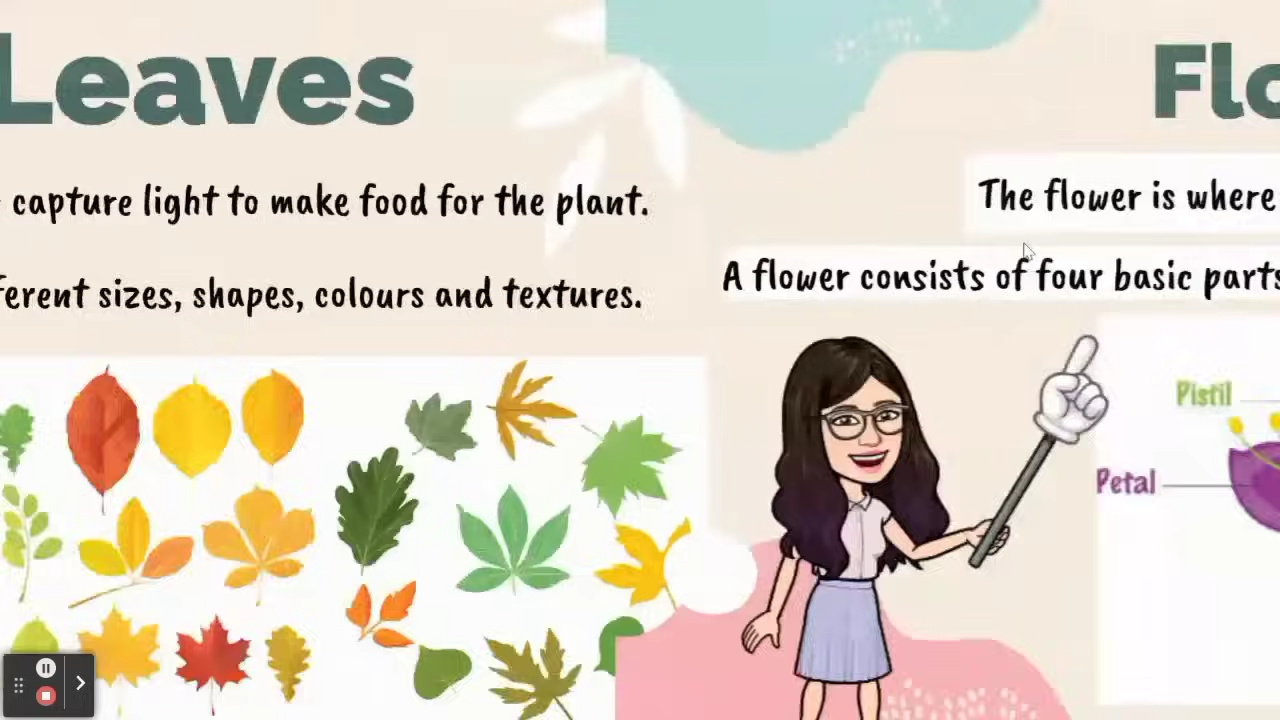 Leaves
capture light to make food for the plant.
ferent sizes, shapes, colours and textures.
Flo
The flower is where
A flower consists of four basic parts
Pistil
Petal